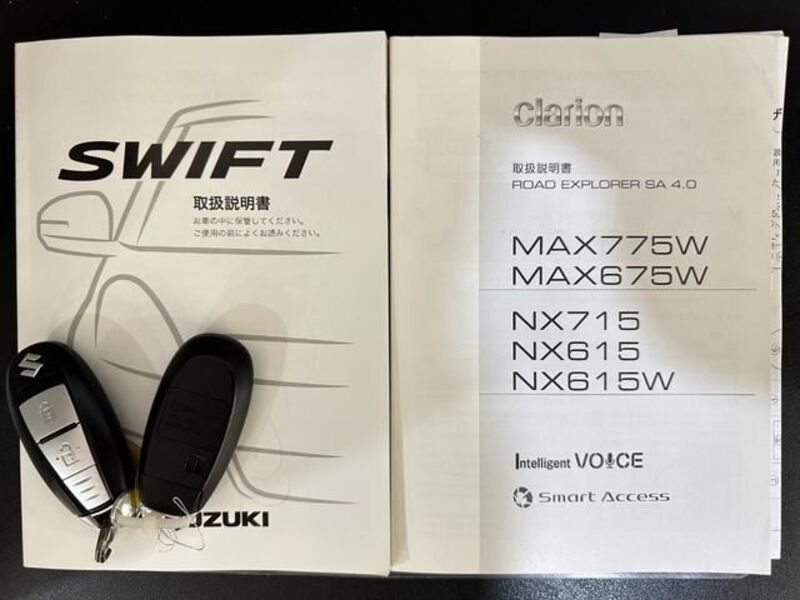 SWIFT
取扱説明書
お車の中に保管してください。
ご使用の前によくお読みください。
UZUKI
clarion
取扱説明書
ROAD EXPLORER SA 4.0
MAX775W
MAX675W
NX715
NX615
NX615W
Intelligent VOICE
Smart Access